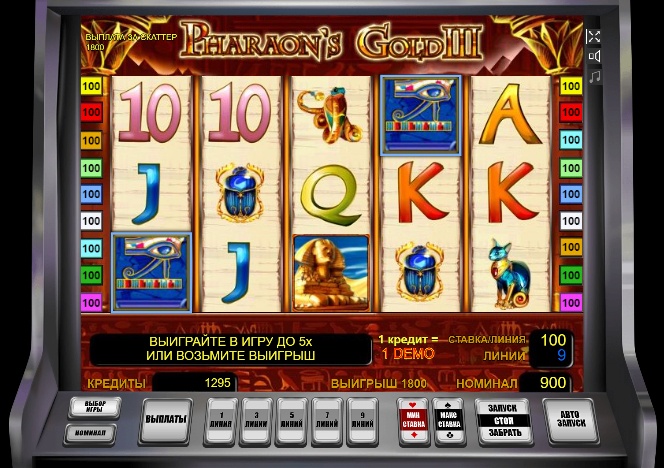 ВЫПЛАТА ЗА СКАТТЕР
1800
PHARAON'S GOLD III
100 10 10 A 100
100 100
100 100
100 J Q K K 100
100 100
100 100
100 J 100
100 100
100 100
ВЫИГРАЙТЕ В ИГРУ ДО 5x
ИЛИ ВОЗЬМИТЕ ВЫИГРЫШ
1 кредит =
1 DEMO
СТАВКА/ЛИНИЯ 100
ЛИНИИ 9
КРЕДИТЫ 1295 ВЫИГРЫШ 1800 НОМИНАЛ 900
ВЫБОР
ИГРЫ
НОМИНАЛ
ВЫПЛАТЫ
1
ЛИНИЯ
3
ЛИНИИ
5
ЛИНИЙ
7
ЛИНИЙ
9
ЛИНИЙ
МИН
СТАВКА
МАКС
СТАВКА
ЗАПУСК
СТОП
ЗАБРАТЬ
АВТО
ЗАПУСК